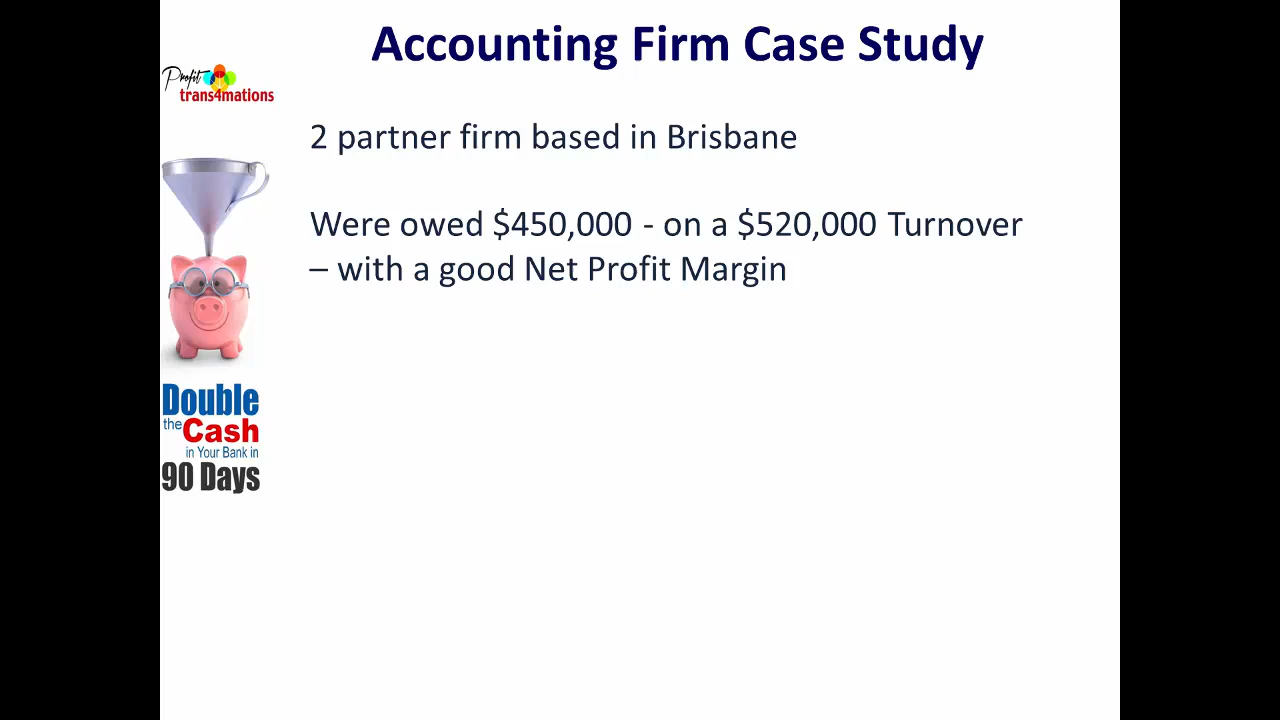 Accounting Firm Case Study
Profit
trans4mations
2 partner firm based in Brisbane
Were owed $450,000 - on a $520,000 Turnover
– with a good Net Profit Margin
Double
the Cash
in Your Bank in
90 Days